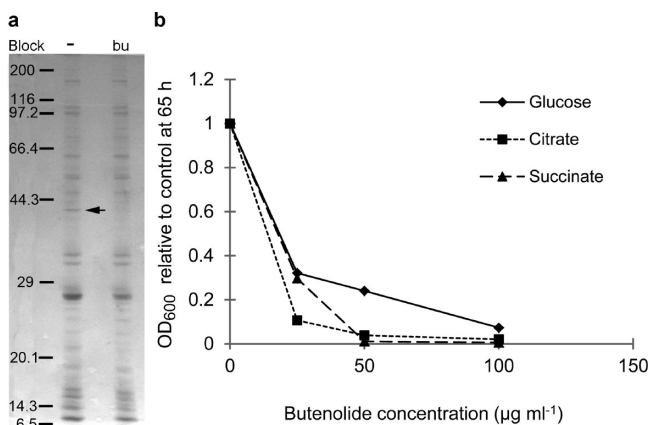 a
Block - bu
200
116
97.2
66.4
44.3
29
20.1
14.3
6.5
b
OD600 relative to control at 65 h
1.2
1
0.8
0.6
0.4
0.2
0
0 50 100 150
Butenolide concentration (µg ml-1)
Glucose
Citrate
Succinate